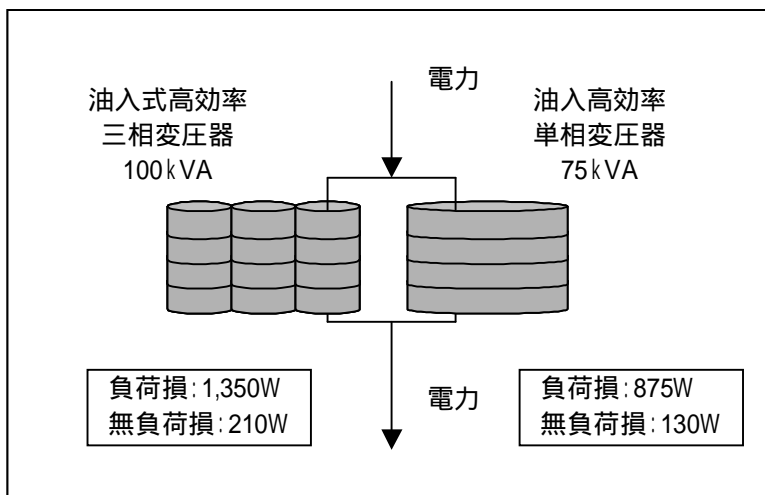 電力
油入式高効率
三相変圧器
100kVA
油入高効率
単相変圧器
75kVA
負荷損:1,350W
無負荷損:210W
電力
負荷損:875W
無負荷損:130W